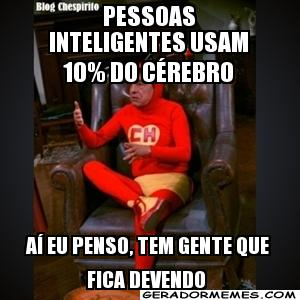 Blog Chespirito
PESSOAS
INTELIGENTES USAM
10% DO CÉREBRO
CH
AÍ EU PENSO, TEM GENTE QUE
FICA DEVENDO
GERADORMEMES.COM